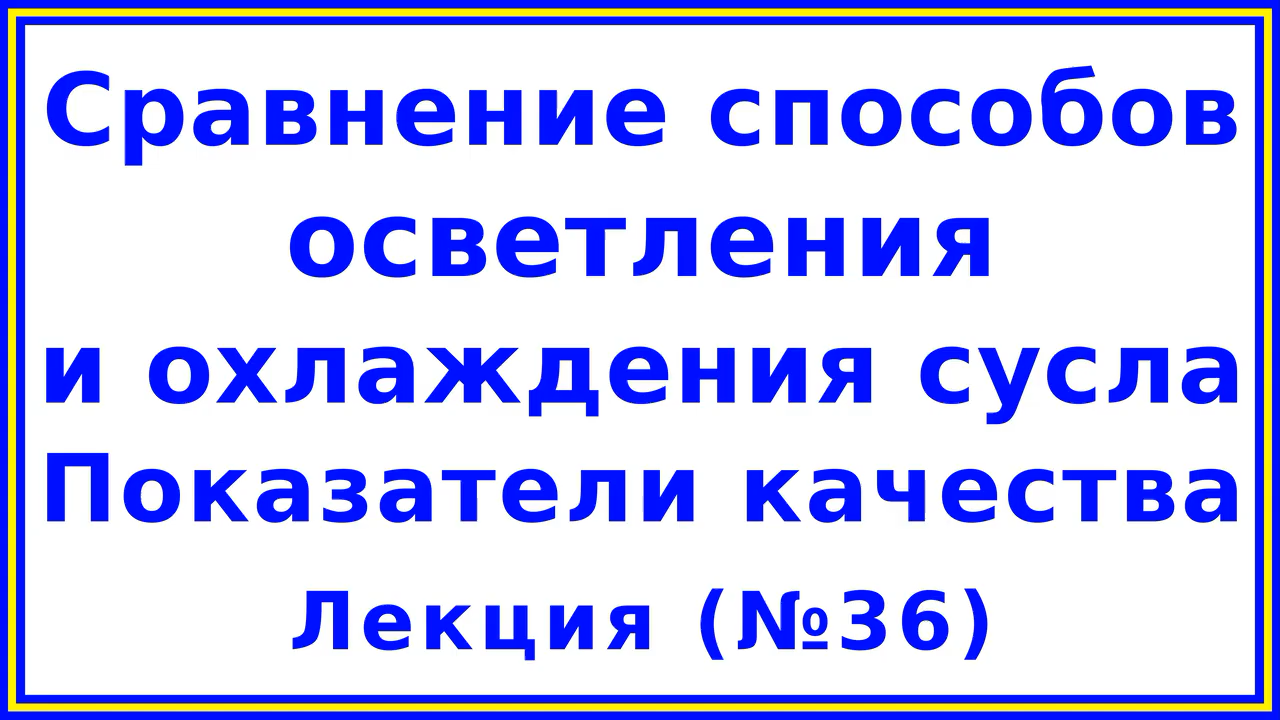 Сравнение способов
осветления
и охлаждения сусла
Показатели качества
Лекция (№36)